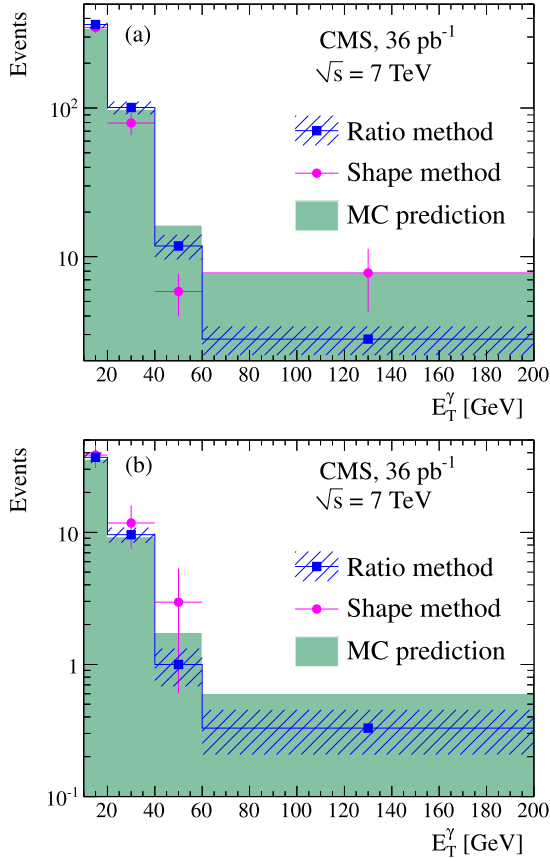 Events
(a)
CMS, 36 pb⁻¹
√s = 7 TeV
10²
Ratio method
Shape method
MC prediction
10
20 40 60 80 100 120 140 160 180 200
E_T^γ [GeV]
Events
(b)
CMS, 36 pb⁻¹
√s = 7 TeV
10
Ratio method
Shape method
1
MC prediction
10⁻¹
20 40 60 80 100 120 140 160 180 200
E_T^γ [GeV]